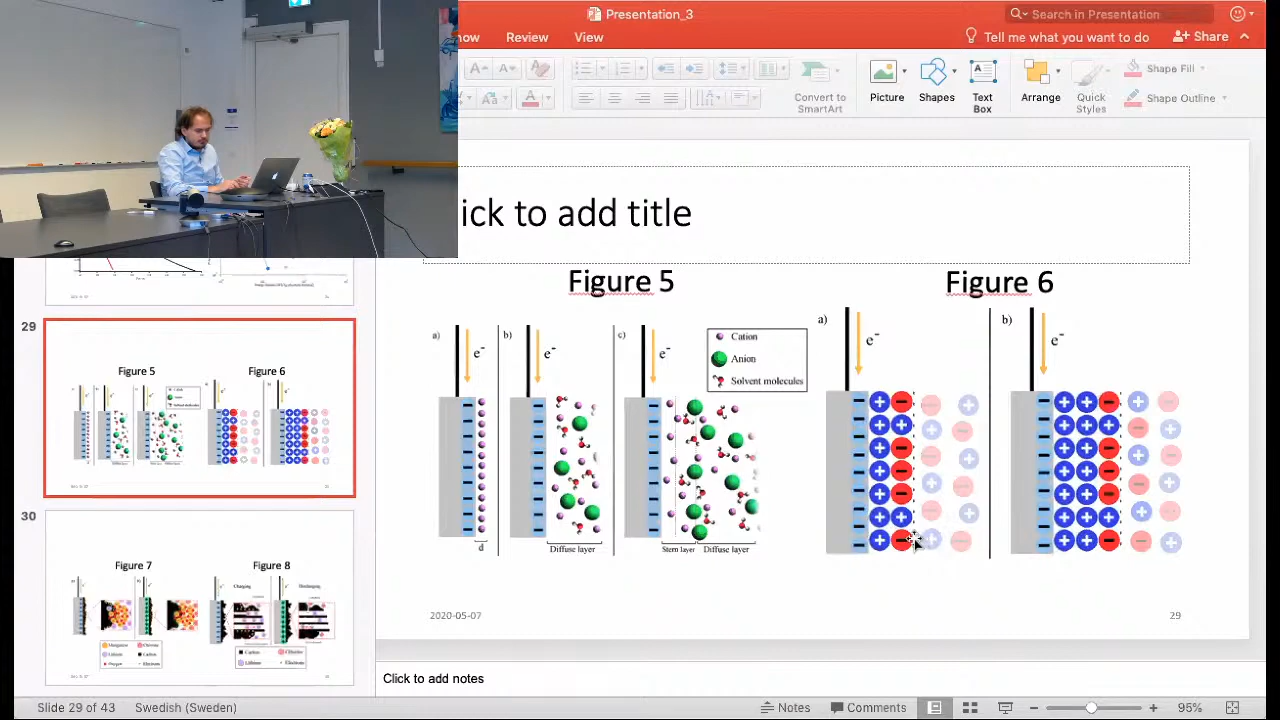 Presentation_3
Search in Presentation
ow Review View
Tell me what you want to do
Share
Convert to
SmartArt
Picture
Shapes
Text
Box
Arrange
Quick
Styles
Shape Fill
Shape Outline
ick to add title
Figure 5
Figure 6
a)
e-
b)
e-
c)
e-
Cation
Anion
Solvent molecules
d
Diffuse layer
Stern layer
Diffuse layer
a)
e-
b)
e-
2020-05-07
29
29
Figure 5
Figure 6
30
Figure 7
Figure 8
Charging
Discharging
Manganese
Chlorine
Lithium
Carbon
Oxygen
Electrons
Carbon
Chlorine
Lithium
Electrons
Click to add notes
Slide 29 of 43
Swedish (Sweden)
Notes
Comments
95%